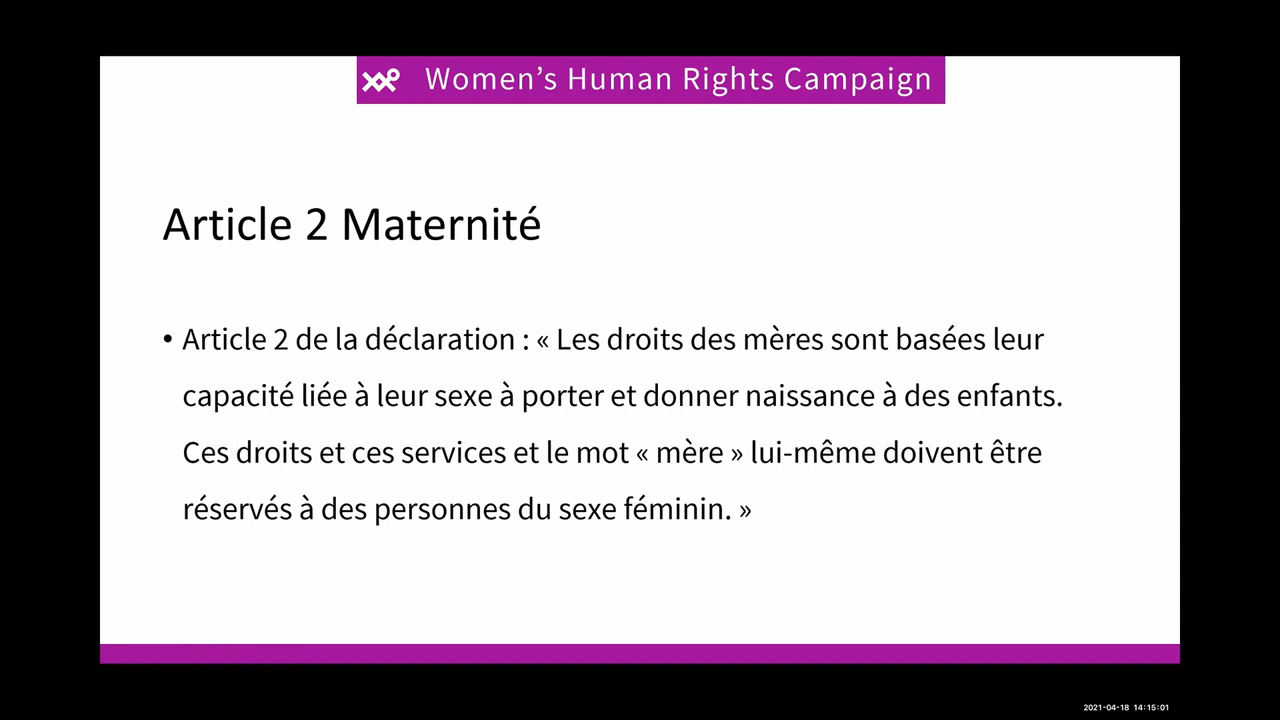 Women’s Human Rights Campaign
Article 2 Maternité
• Article 2 de la déclaration : « Les droits des mères sont basées leur
capacité liée à leur sexe à porter et donner naissance à des enfants.
Ces droits et ces services et le mot « mère » lui-même doivent être
réservés à des personnes du sexe féminin. »
2021-04-18 14:15:01